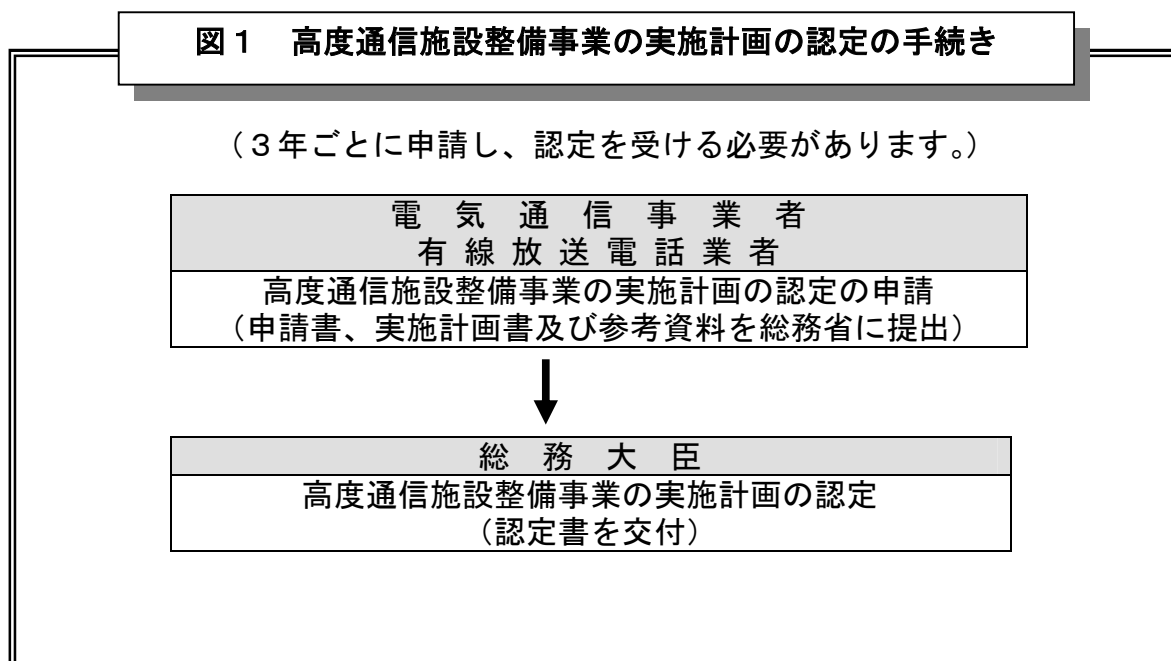 図１　高度通信施設整備事業の実施計画の認定の手続き
（３年ごとに申請し、認定を受ける必要があります。）
電気通信事業者
有線放送電話業者
高度通信施設整備事業の実施計画の認定の申請
（申請書、実施計画書及び参考資料を総務省に提出）
総務大臣
高度通信施設整備事業の実施計画の認定
（認定書を交付）